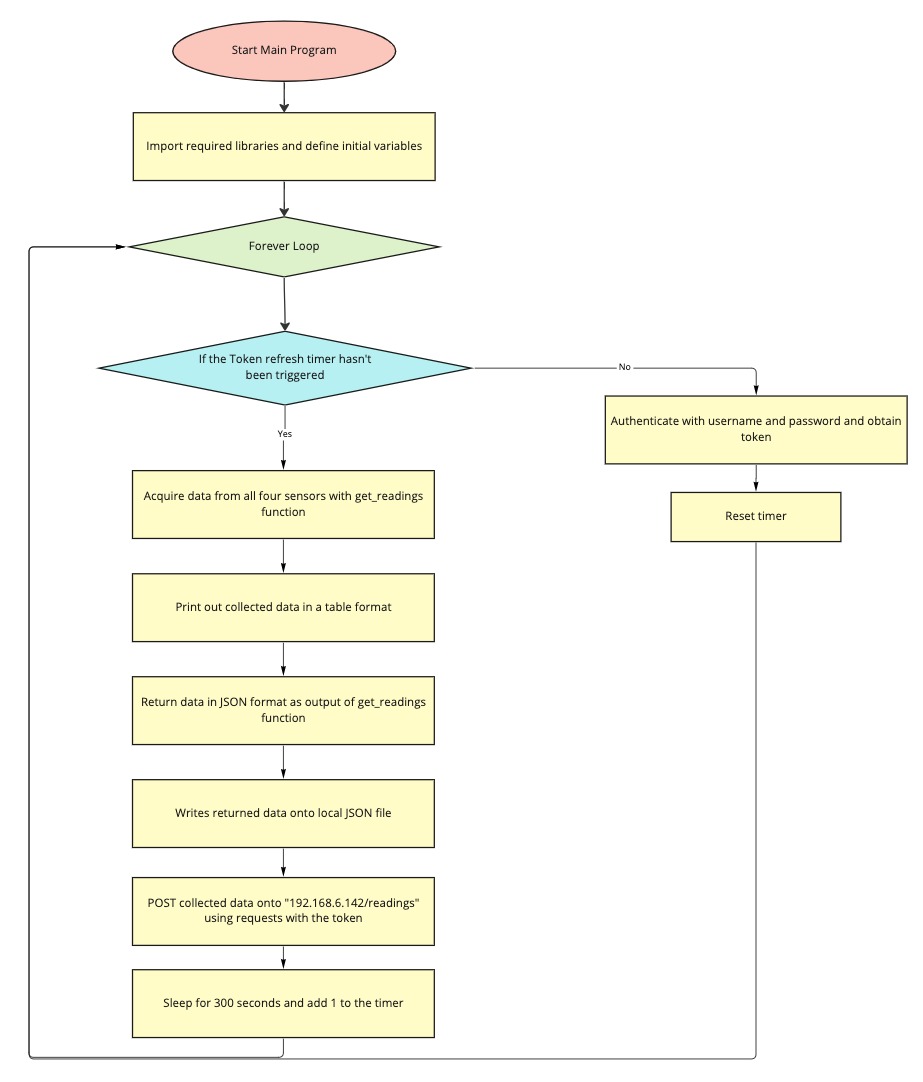 Start Main Program
Import required libraries and define initial variables
Forever Loop
If the Token refresh timer hasn't
been triggered
No
Authenticate with username and password and obtain
token
Yes
Acquire data from all four sensors with get_readings
function
Reset timer
Print out collected data in a table format
Return data in JSON format as output of get_readings
function
Writes returned data onto local JSON file
POST collected data onto "192.168.6.142/readings"
using requests with the token
Sleep for 300 seconds and add 1 to the timer